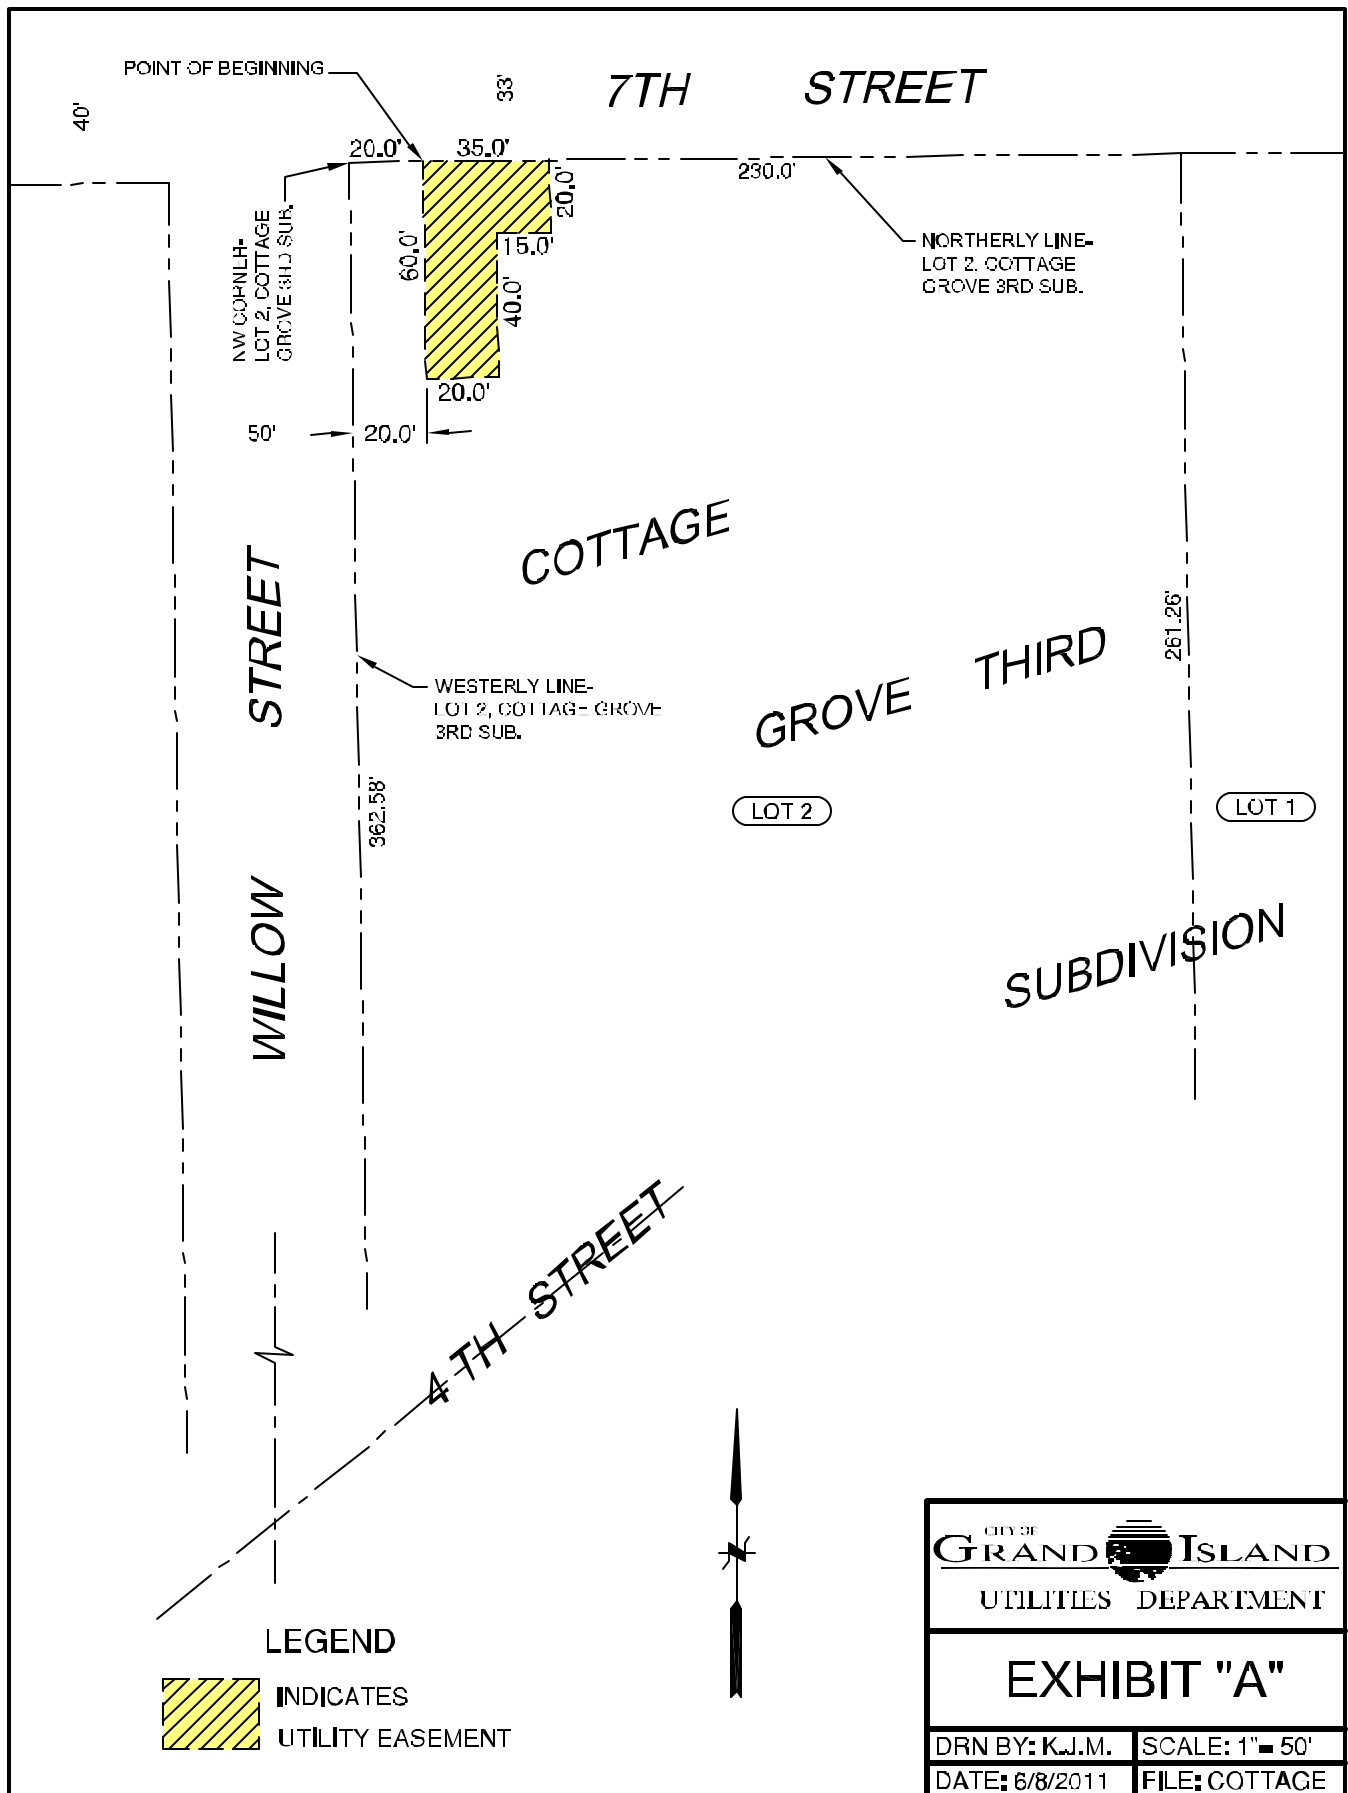 POINT OF BEGINNING
7TH STREET
33'
40'
20.0'
35.0'
230.0'
20.0'
NW CORNER-
LOT 2, COTTAGE
GROVE 3RD SUB.
60.0'
15.0'
40.0'
NORTHERLY LINE-
LOT 2, COTTAGE
GROVE 3RD SUB.
20.0'
50'
20.0'
COTTAGE
GROVE
THIRD
SUBDIVISION
261.26'
WILLOW STREET
WESTERLY LINE-
LOT 2, COTTAGE GROVE
3RD SUB.
362.58'
LOT 2
LOT 1
4TH STREET
LEGEND
INDICATES
UTILITY EASEMENT
CITY OF
GRAND ISLAND
UTILITIES DEPARTMENT
EXHIBIT "A"
DRN BY: K.J.M.
SCALE: 1"= 50'
DATE: 6/8/2011
FILE: COTTAGE